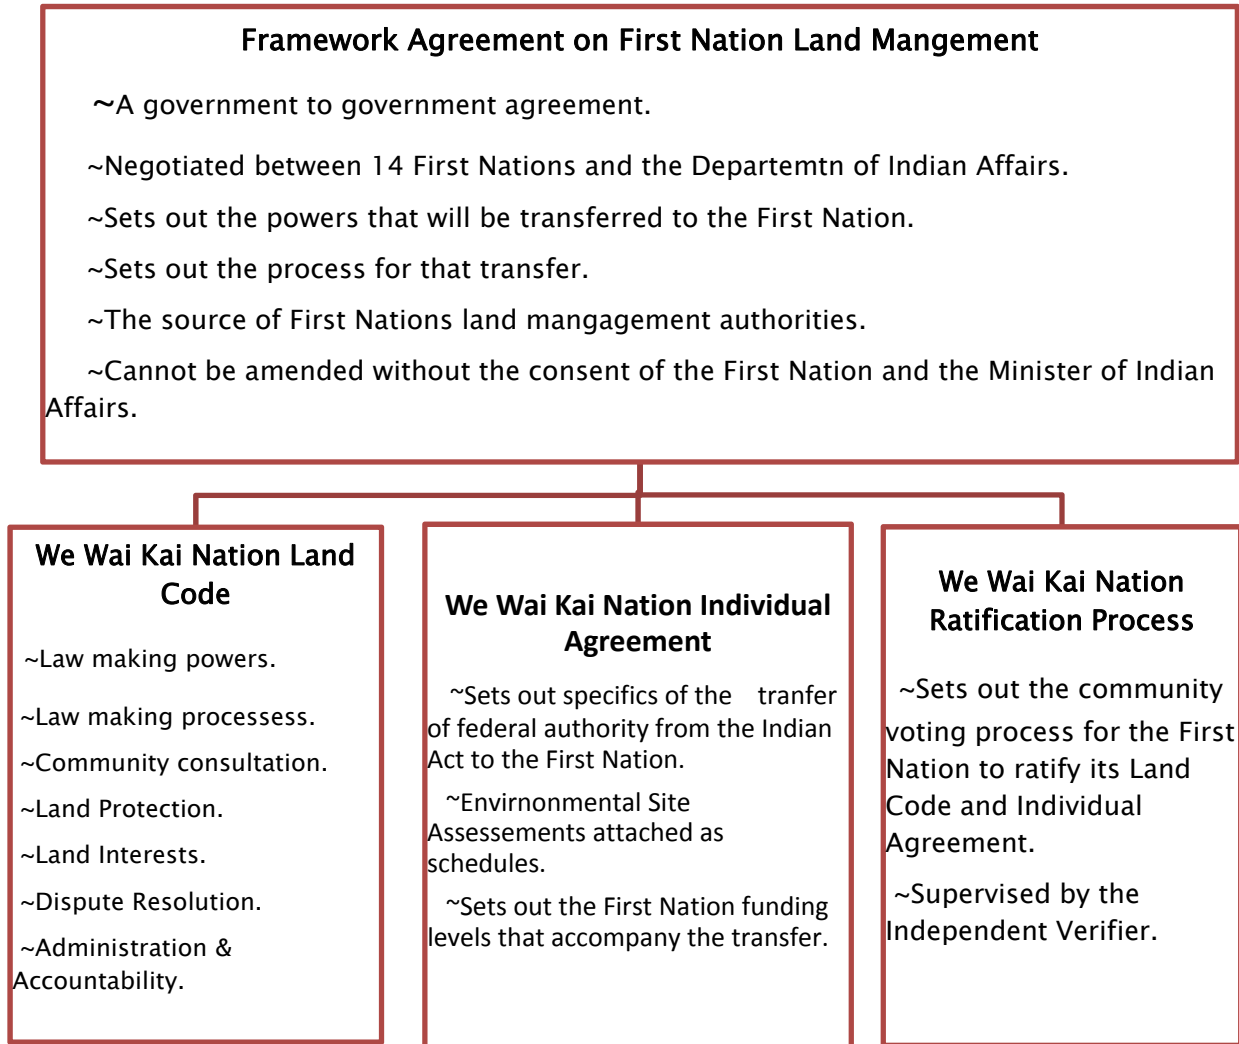 Framework Agreement on First Nation Land Mangement
~A government to government agreement.
~Negotiated between 14 First Nations and the Departemtn of Indian Affairs.
~Sets out the powers that will be transferred to the First Nation.
~Sets out the process for that transfer.
~The source of First Nations land mangagement authorities.
~Cannot be amended without the consent of the First Nation and the Minister of Indian
Affairs.
We Wai Kai Nation Land
Code
~Law making powers.
~Law making processess.
~Community consultation.
~Land Protection.
~Land Interests.
~Dispute Resolution.
~Administration &
Accountability.
We Wai Kai Nation Individual
Agreement
~Sets out specifics of the tranfer
of federal authority from the Indian
Act to the First Nation.
~Envirnonmental Site
Assessements attached as
schedules.
~Sets out the First Nation funding
levels that accompany the transfer.
We Wai Kai Nation
Ratification Process
~Sets out the community
voting process for the First
Nation to ratify its Land
Code and Individual
Agreement.
~Supervised by the
Independent Verifier.